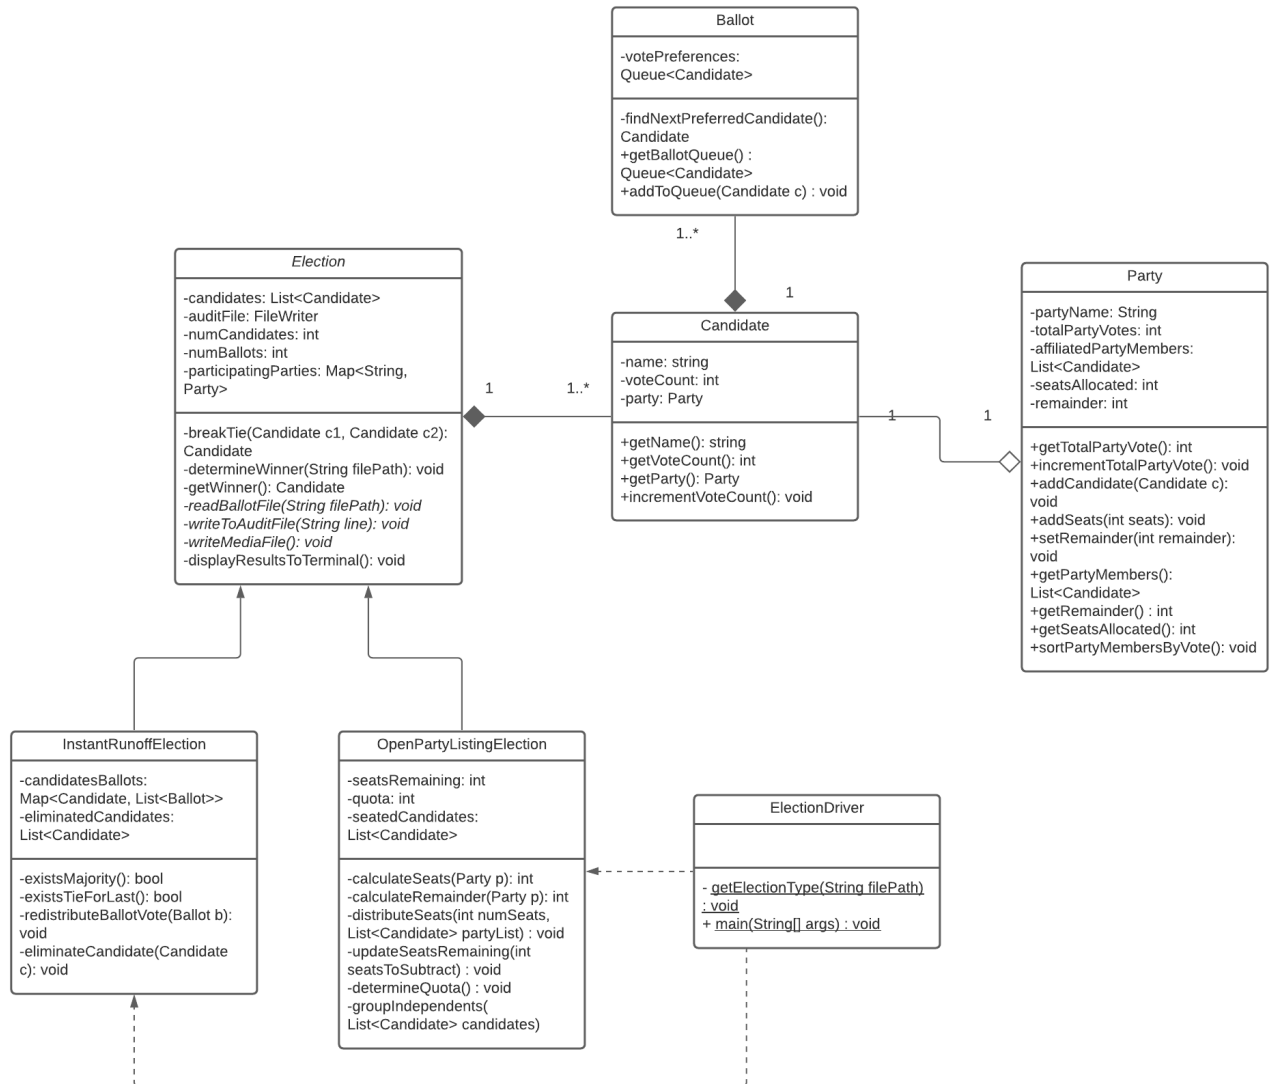 Ballot
-votePreferences:
Queue<Candidate>
-findNextPreferredCandidate():
Candidate
+getBallotQueue() :
Queue<Candidate>
+addToQueue(Candidate c) : void
1..*
1
Election
-candidates: List<Candidate>
-auditFile: FileWriter
-numCandidates: int
-numBallots: int
-participatingParties: Map<String,
Party>
-breakTie(Candidate c1, Candidate c2):
Candidate
-determineWinner(String filePath): void
-getWinner(): Candidate
-readBallotFile(String filePath): void
-writeToAuditFile(String line): void
-writeMediaFile(): void
-displayResultsToTerminal(): void
1
1..*
Candidate
-name: string
-voteCount: int
-party: Party
+getName(): string
+getVoteCount(): int
+getParty(): Party
+incrementVoteCount(): void
1
1
Party
-partyName: String
-totalPartyVotes: int
-affiliatedPartyMembers:
List<Candidate>
-seatsAllocated: int
-remainder: int
+getTotalPartyVote(): int
+incrementTotalPartyVote(): void
+addCandidate(Candidate c):
void
+addSeats(int seats): void
+setRemainder(int remainder):
void
+getPartyMembers():
List<Candidate>
+getRemainder() : int
+getSeatsAllocated(): int
+sortPartyMembersByVote(): void
InstantRunoffElection
-candidatesBallots:
Map<Candidate, List<Ballot>>
-eliminatedCandidates:
List<Candidate>
-existsMajority(): bool
-existsTieForLast(): bool
-redistributeBallotVote(Ballot b):
void
-eliminateCandidate(Candidate
c): void
OpenPartyListingElection
-seatsRemaining: int
-quota: int
-seatedCandidates:
List<Candidate>
-calculateSeats(Party p): int
-calculateRemainder(Party p): int
-distributeSeats(int numSeats,
List<Candidate> partyList) : void
-updateSeatsRemaining(int
seatsToSubtract) : void
-determineQuota() : void
-groupIndependents(
List<Candidate> candidates)
ElectionDriver
- getElectionType(String filePath)
: void
+ main(String[] args) : void